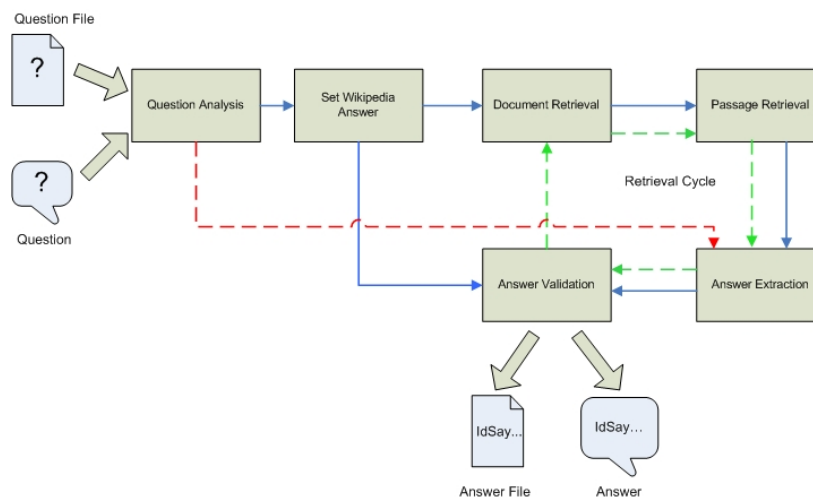 Question File
?
Question Analysis
Set Wikipedia
Answer
Document Retrieval
Passage Retrieval
?
Question
Retrieval Cycle
Answer Validation
Answer Extraction
IdSay...
IdSay...
Answer File
Answer